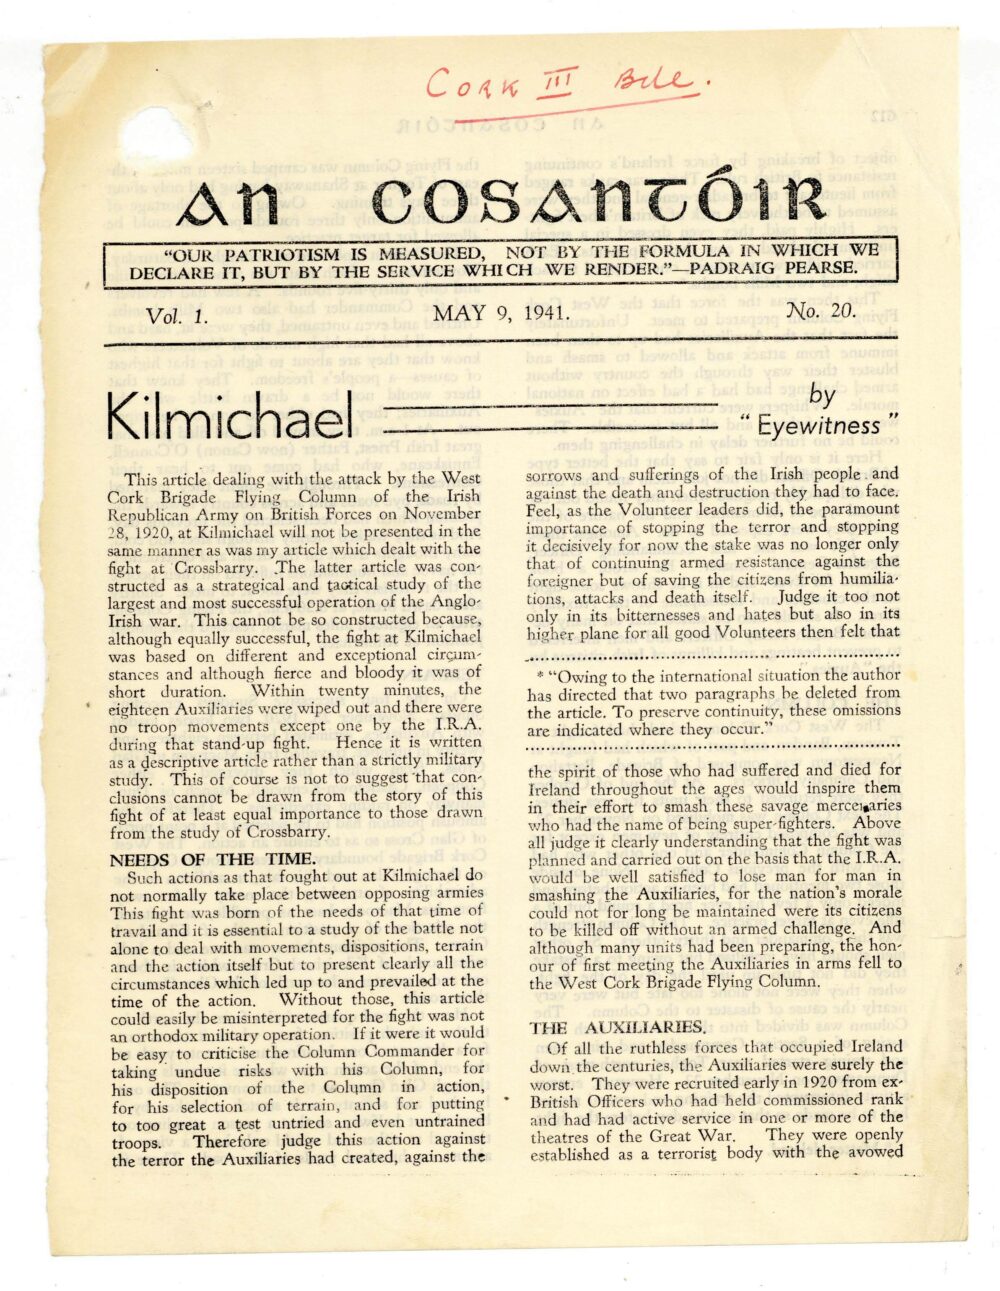 CORK III Bde.
An Cosantóir
"OUR PATRIOTISM IS MEASURED, NOT BY THE FORMULA IN WHICH WE
DECLARE IT, BUT BY THE SERVICE WHICH WE RENDER."—PADRAIG PEARSE.
Vol. 1. MAY 9, 1941. No. 20.
Kilmichael
by
"Eyewitness"
This article dealing with the attack by the West
Cork Brigade Flying Column of the Irish
Republican Army on British Forces on November
28, 1920, at Kilmichael will not be presented in the
same manner as was my article which dealt with the
fight at Crossbarry. The latter article was con-
structed as a strategical and tactical study of the
largest and most successful operation of the Anglo-
Irish war. This cannot be so constructed because,
although equally successful, the fight at Kilmichael
was based on different and exceptional circum-
stances and although fierce and bloody it was of
short duration. Within twenty minutes, the
eighteen Auxiliaries were wiped out and there were
no troop movements except one by the I.R.A.
during that stand-up fight. Hence it is written
as a descriptive article rather than a strictly military
study. This of course is not to suggest that con-
clusions cannot be drawn from the story of this
fight of at least equal importance to those drawn
from the study of Crossbarry.
NEEDS OF THE TIME.
Such actions as that fought out at Kilmichael do
not normally take place between opposing armies
This fight was born of the needs of that time of
travail and it is essential to a study of the battle not
alone to deal with movements, dispositions, terrain
and the action itself but to present clearly all the
circumstances which led up to and prevailed at the
time of the action. Without those, this article
could easily be misinterpreted for the fight was not
an orthodox military operation. If it were it would
be easy to criticise the Column Commander for
taking undue risks with his Column, for
his disposition of the Column in action,
for his selection of terrain, and for putting
to too great a test untried and even untrained
troops. Therefore judge this action against
the terror the Auxiliaries had created, against the
sorrows and sufferings of the Irish people and
against the death and destruction they had to face.
Feel, as the Volunteer leaders did, the paramount
importance of stopping the terror and stopping
it decisively for now the stake was no longer only
that of continuing armed resistance against the
foreigner but of saving the citizens from humilia-
tions, attacks and death itself. Judge it too not
only in its bitternesses and hates but also in its
higher plane for all good Volunteers then felt that
* "Owing to the international situation the author
has directed that two paragraphs be deleted from
the article. To preserve continuity, these omissions
are indicated where they occur."
the spirit of those who had suffered and died for
Ireland throughout the ages would inspire them
in their effort to smash these savage mercenaries
who had the name of being super-fighters. Above
all judge it clearly understanding that the fight was
planned and carried out on the basis that the I.R.A.
would be well satisfied to lose man for man in
smashing the Auxiliaries, for the nation's morale
could not for long be maintained were its citizens
to be killed off without an armed challenge. And
although many units had been preparing, the hon-
our of first meeting the Auxiliaries in arms fell to
the West Cork Brigade Flying Column.
THE AUXILIARIES.
Of all the ruthless forces that occupied Ireland
down the centuries, the Auxiliaries were surely the
worst. They were recruited early in 1920 from ex-
British Officers who had held commissioned rank
and had had active service in one or more of the
theatres of the Great War. They were openly
established as a terrorist body with the avowed